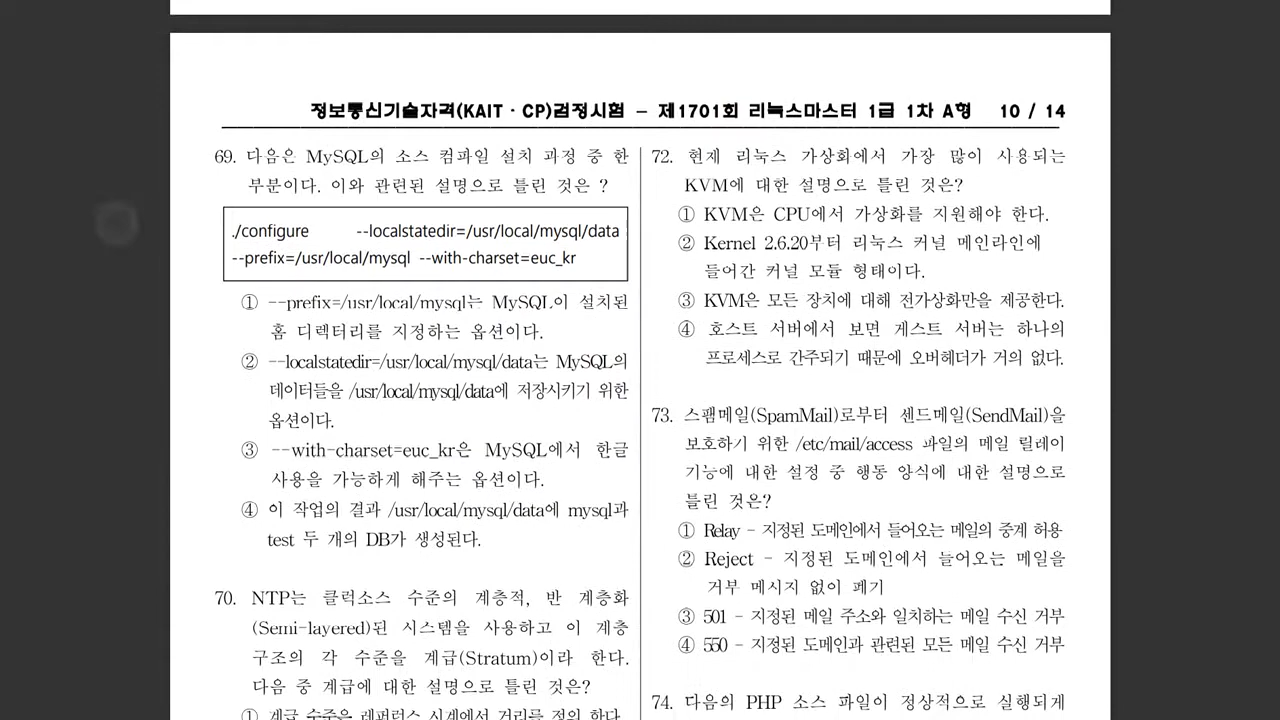 정보통신기술자격(KAIT · CP)검정시험 – 제1701회 리눅스마스터 1급 1차 A형 10 / 14
69. 다음은 MySQL의 소스 컴파일 설치 과정 중 한
부분이다. 이와 관련된 설명으로 틀린 것은 ?
./configure --localstatedir=/usr/local/mysql/data
--prefix=/usr/local/mysql --with-charset=euc_kr
① --prefix=/usr/local/mysql는 MySQL이 설치된
홈 디렉터리를 지정하는 옵션이다.
② --localstatedir=/usr/local/mysql/data는 MySQL의
데이터들을 /usr/local/mysql/data에 저장시키기 위한
옵션이다.
③ --with-charset=euc_kr은 MySQL에서 한글
사용을 가능하게 해주는 옵션이다.
④ 이 작업의 결과 /usr/local/mysql/data에 mysql과
test 두 개의 DB가 생성된다.
70. NTP는 클럭소스 수준의 계층적, 반 계층화
(Semi-layered)된 시스템을 사용하고 이 계층
구조의 각 수준을 계급(Stratum)이라 한다.
다음 중 계급에 대한 설명으로 틀린 것은?
① 계급 수준은 레퍼런스 시계에서 거리를 정의 한다.
72. 현재 리눅스 가상화에서 가장 많이 사용되는
KVM에 대한 설명으로 틀린 것은?
① KVM은 CPU에서 가상화를 지원해야 한다.
② Kernel 2.6.20부터 리눅스 커널 메인라인에
들어간 커널 모듈 형태이다.
③ KVM은 모든 장치에 대해 전가상화만을 제공한다.
④ 호스트 서버에서 보면 게스트 서버는 하나의
프로세스로 간주되기 때문에 오버헤더가 거의 없다.
73. 스팸메일(SpamMail)로부터 센드메일(SendMail)을
보호하기 위한 /etc/mail/access 파일의 메일 릴레이
기능에 대한 설정 중 행동 양식에 대한 설명으로
틀린 것은?
① Relay - 지정된 도메인에서 들어오는 메일의 중계 허용
② Reject - 지정된 도메인에서 들어오는 메일을
거부 메시지 없이 폐기
③ 501 - 지정된 메일 주소와 일치하는 메일 수신 거부
④ 550 - 지정된 도메인과 관련된 모든 메일 수신 거부
74. 다음의 PHP 소스 파일이 정상적으로 실행되게